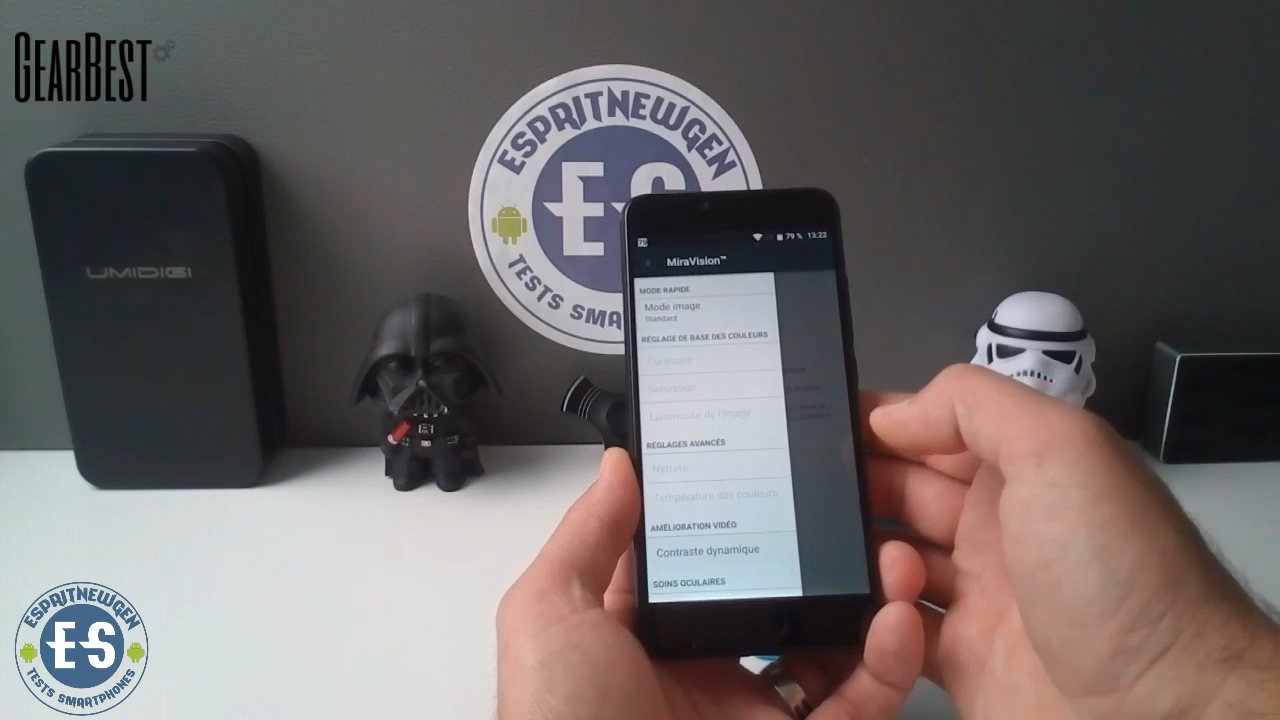 GEARBEST
ESPRITNEWGEN
ES
TESTS SMA
UMIDIGI
79 % 13:22
MiraVision™
MODE RAPIDE
Mode image
Standard
RÉGLAGE DE BASE DES COULEURS
Contraste
Saturation
Luminosité de l'image
RÉGLAGES AVANCÉS
Netteté
Température des couleurs
AMÉLIORATION VIDÉO
Contraste dynamique
SOINS OCULAIRES
ESPRITNEWGEN
ES
TESTS SMARTPHONES